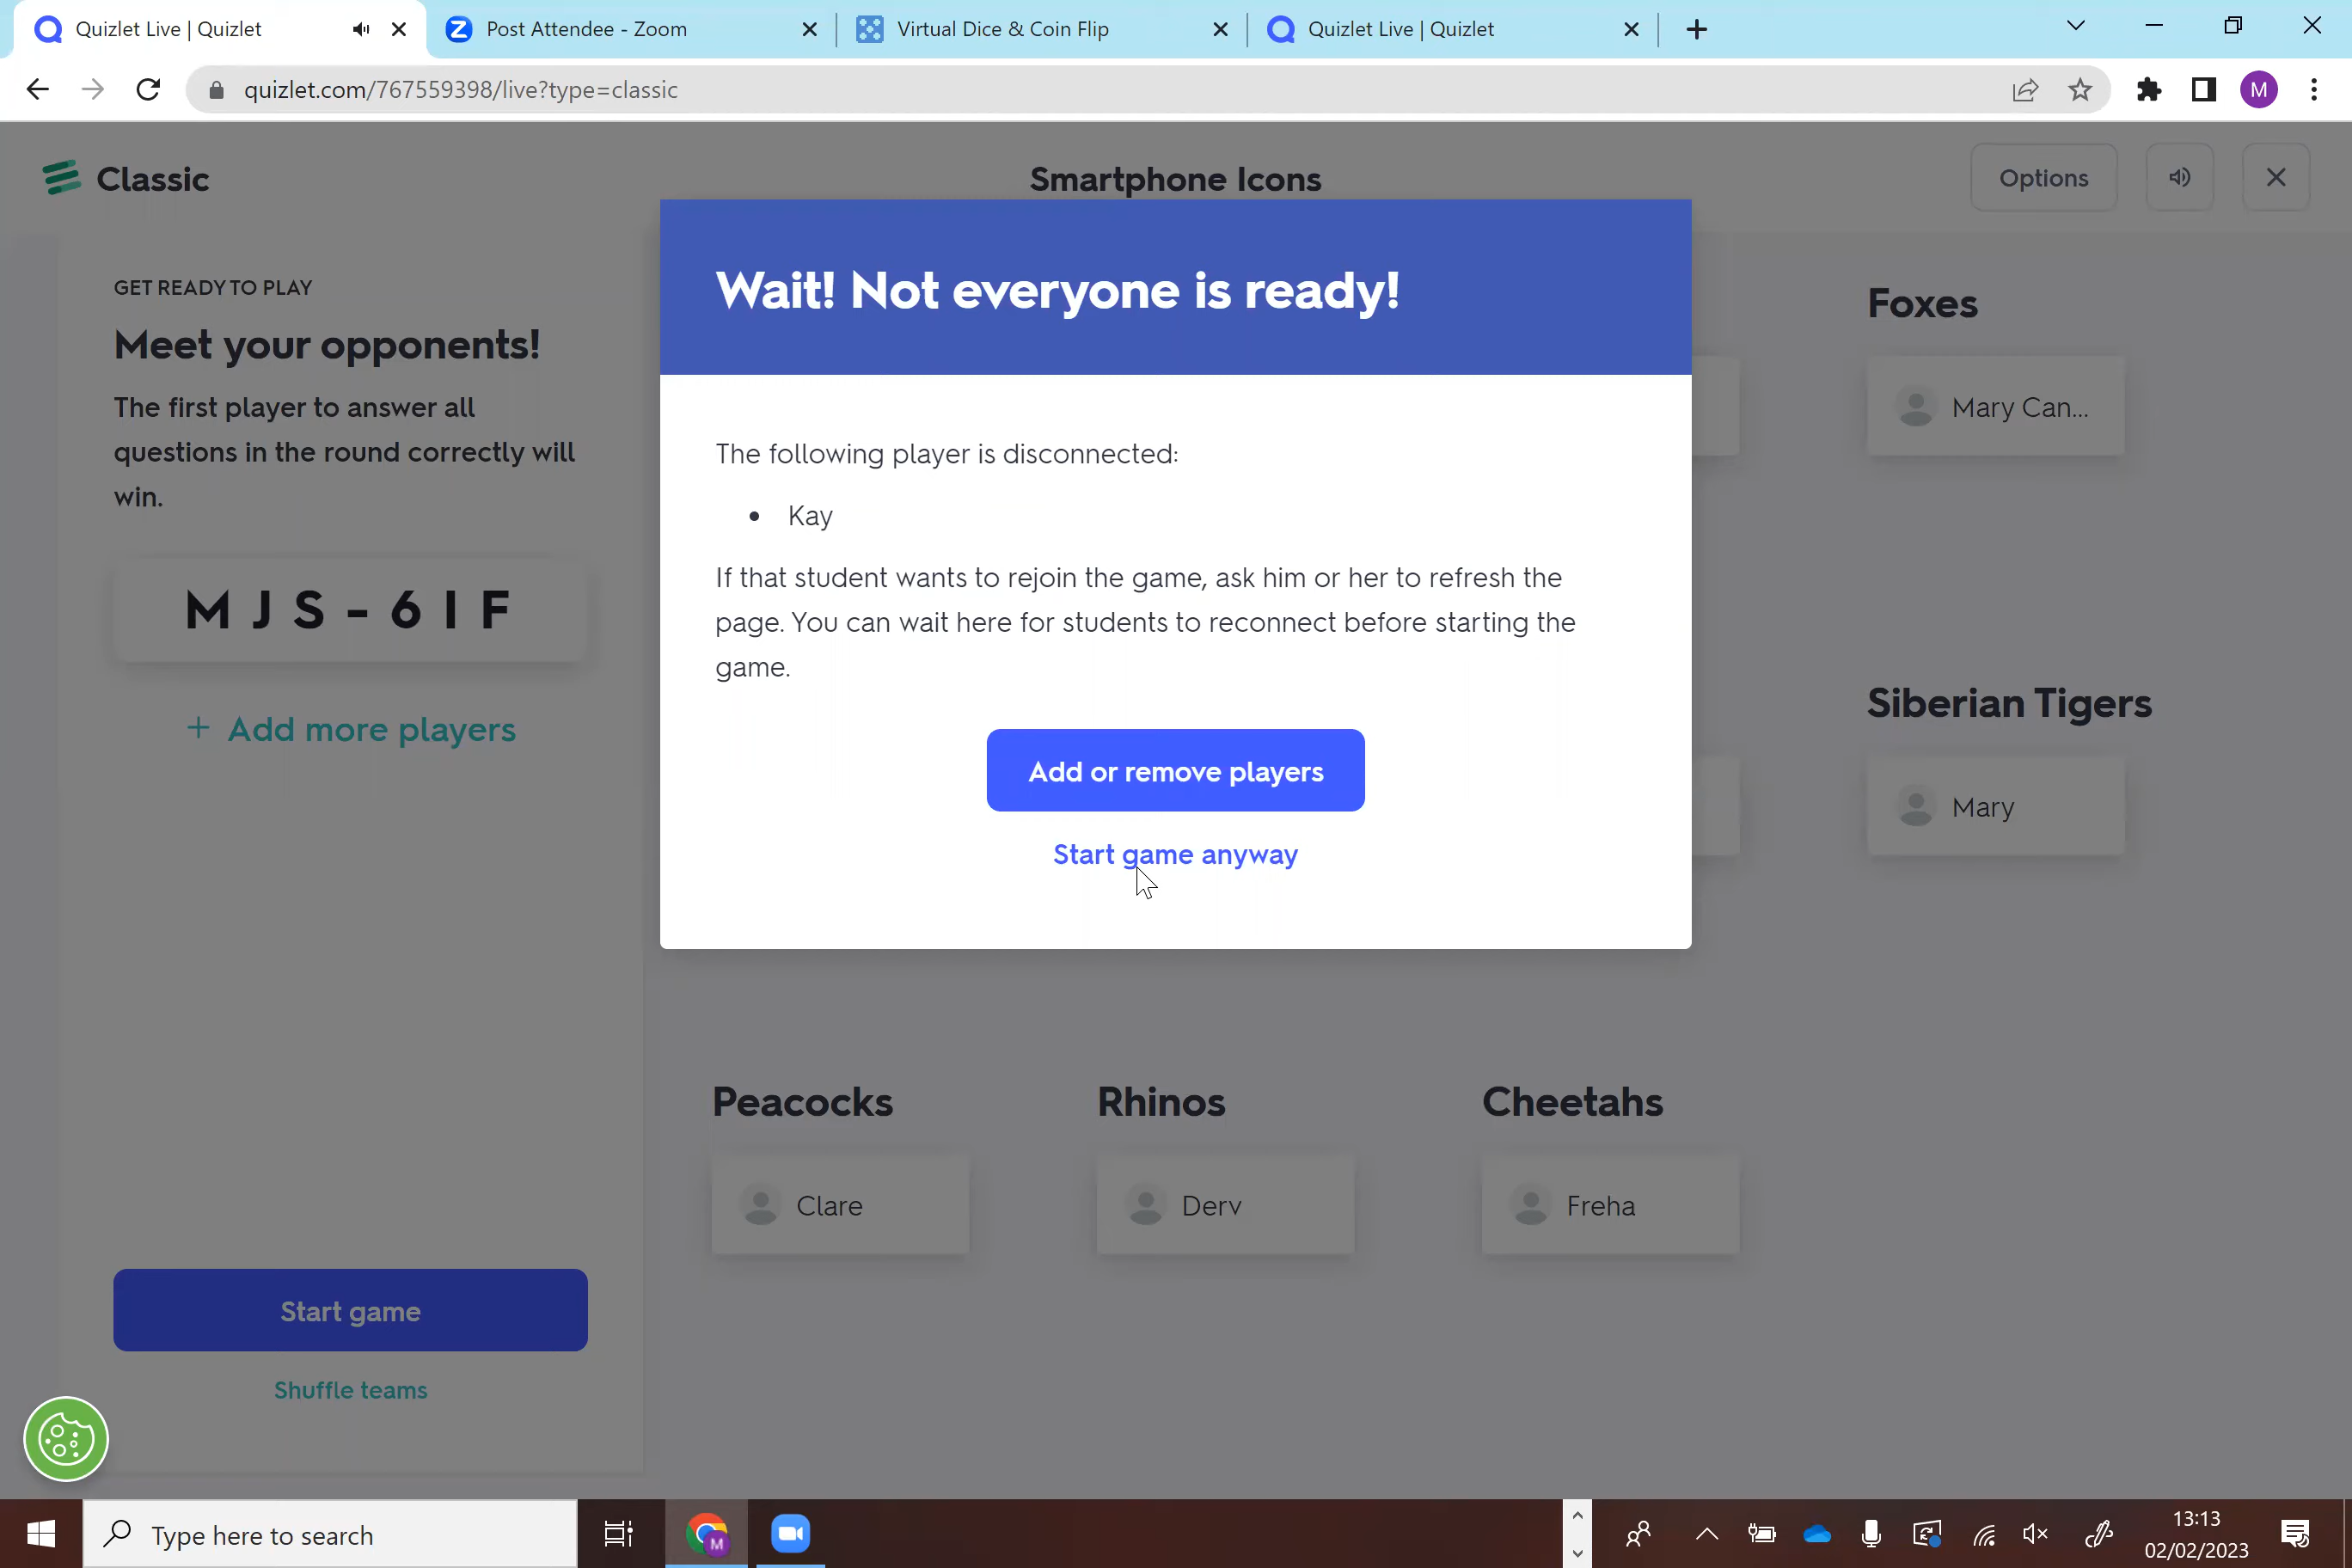 Quizlet Live | Quizlet
Post Attendee - Zoom
Virtual Dice & Coin Flip
Quizlet Live | Quizlet
quizlet.com/767559398/live?type=classic
M
Classic
Smartphone Icons
Options
GET READY TO PLAY
Meet your opponents!
The first player to answer all
questions in the round correctly will
win.
MJS-6IF
+ Add more players
Start game
Shuffle teams
Wait! Not everyone is ready!
The following player is disconnected:
• Kay
If that student wants to rejoin the game, ask him or her to refresh the
page. You can wait here for students to reconnect before starting the
game.
Add or remove players
Start game anyway
Foxes
Mary Can...
Siberian Tigers
Mary
Peacocks
Clare
Rhinos
Derv
Cheetahs
Freha
Type here to search
M
13:13
02/02/2023